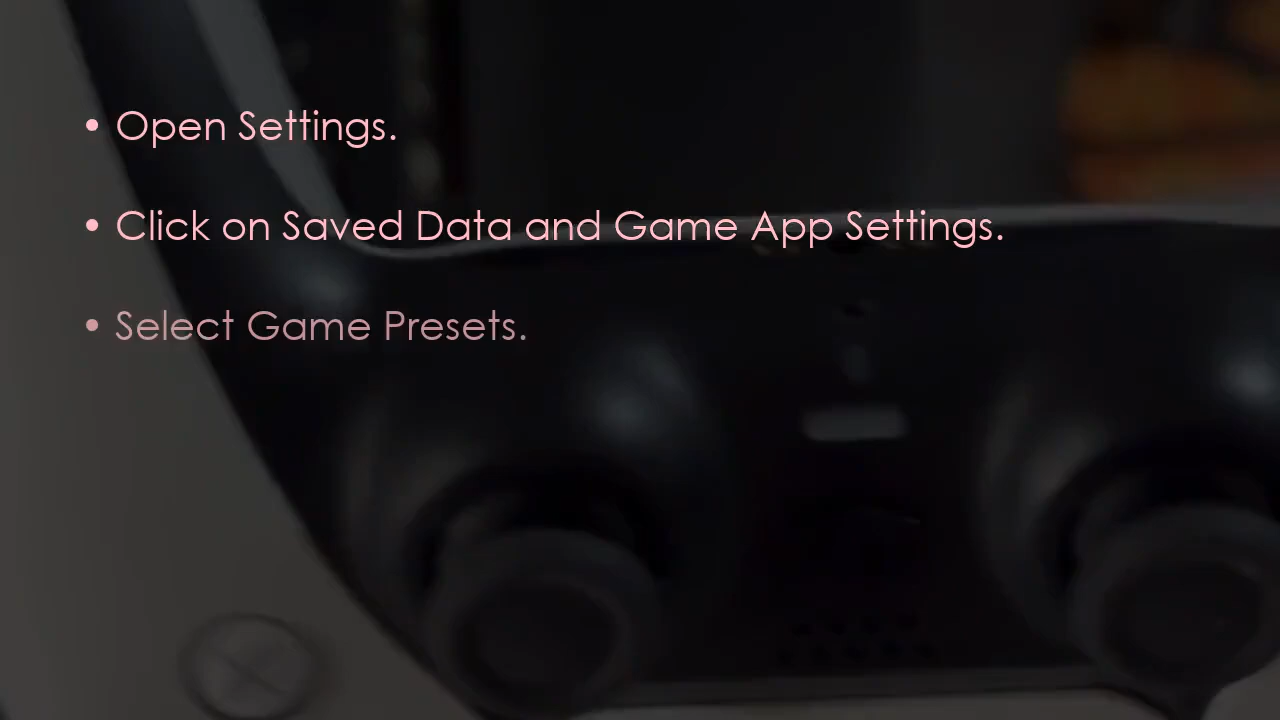 • Open Settings.
• Click on Saved Data and Game App Settings.
• Select Game Presets.